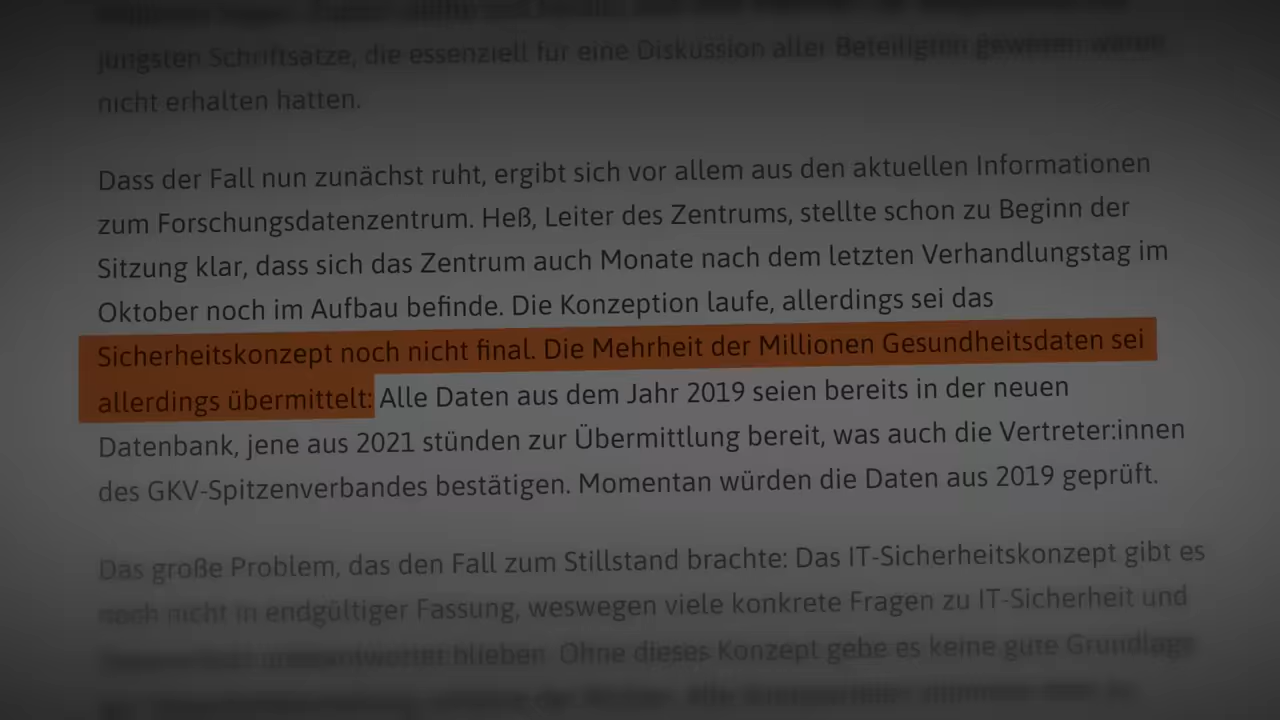 jüngsten Schriftsätze, die essenziell für eine Diskussion aller Beteiligten gewesen wären
nicht erhalten hatten.
Dass der Fall nun zunächst ruht, ergibt sich vor allem aus den aktuellen Informationen
zum Forschungsdatenzentrum. Heß, Leiter des Zentrums, stellte schon zu Beginn der
Sitzung klar, dass sich das Zentrum auch Monate nach dem letzten Verhandlungstag im
Oktober noch im Aufbau befinde. Die Konzeption laufe, allerdings sei das
Sicherheitskonzept noch nicht final. Die Mehrheit der Millionen Gesundheitsdaten sei
allerdings übermittelt: Alle Daten aus dem Jahr 2019 seien bereits in der neuen
Datenbank, jene aus 2021 stünden zur Übermittlung bereit, was auch die Vertreter:innen
des GKV-Spitzenverbandes bestätigen. Momentan würden die Daten aus 2019 geprüft.
Das große Problem, das den Fall zum Stillstand brachte: Das IT-Sicherheitskonzept gibt es
noch nicht in endgültiger Fassung, weswegen viele konkrete Fragen zu IT-Sicherheit und
blieben. Ohne dieses Konzept gebe es keine gute Grundlage